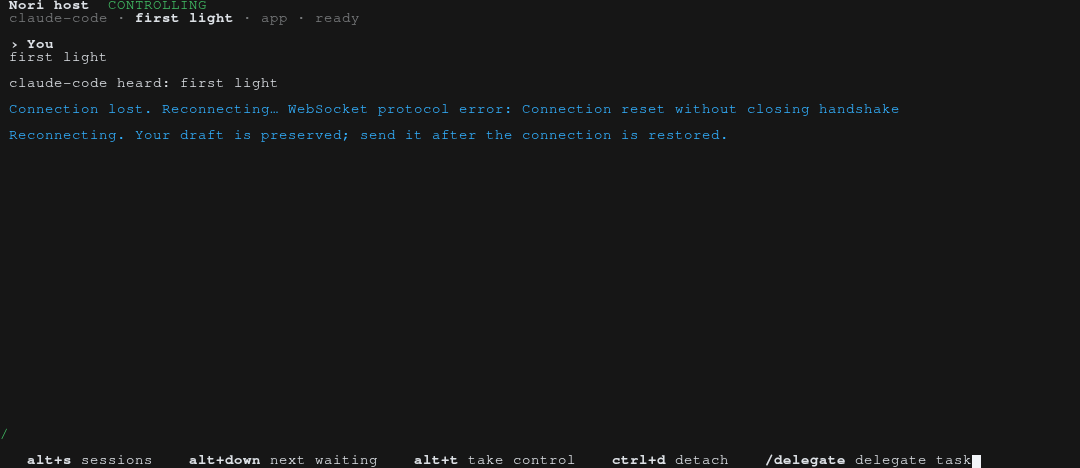 Nori host  CONTROLLING
claude-code · first light · app · ready
› You
first light
claude-code heard: first light
Connection lost. Reconnecting… WebSocket protocol error: Connection reset without closing handshake
Reconnecting. Your draft is preserved; send it after the connection is restored.
/
alt+s sessions    alt+down next waiting    alt+t take control    ctrl+d detach    /delegate delegate task